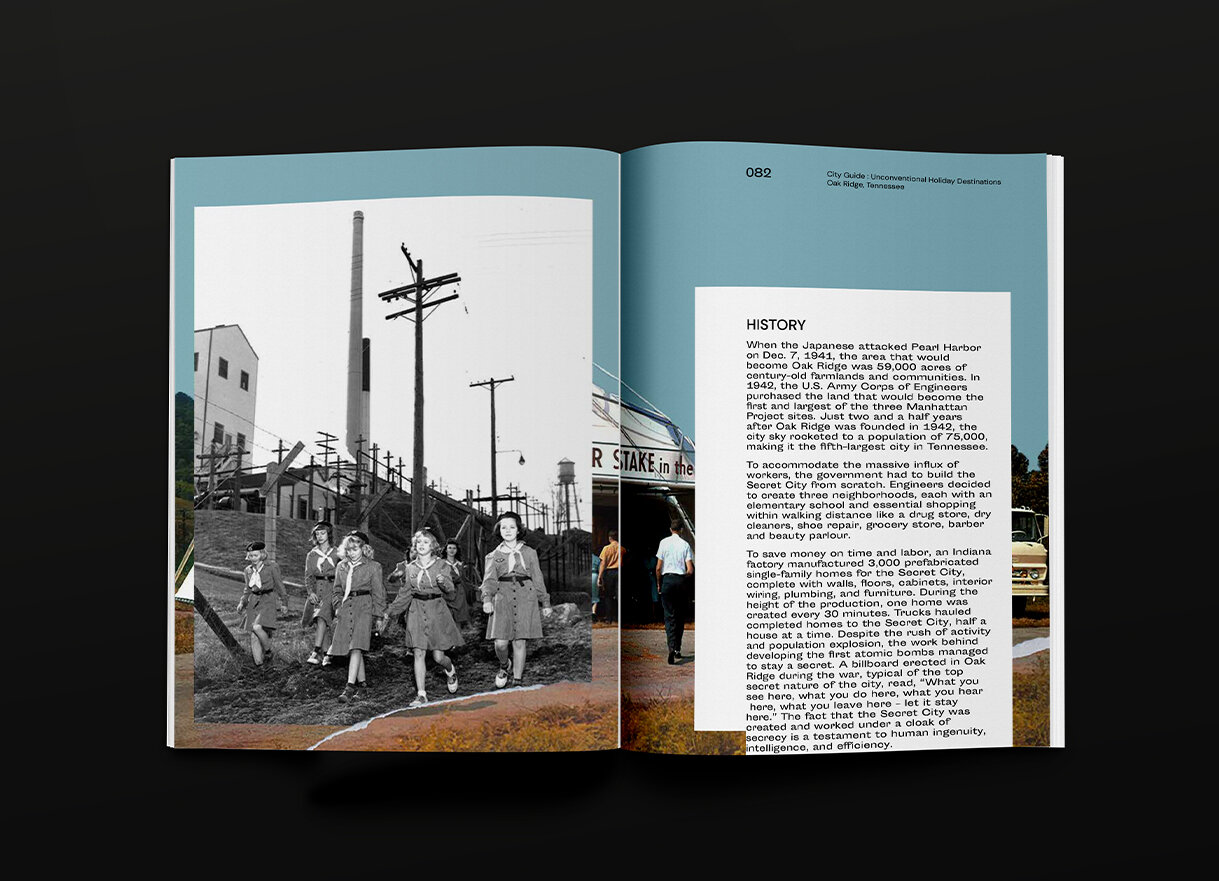 082
City Guide : Unconventional Holiday Destinations
Oak Ridge, Tennessee
R STAKE in the
HISTORY
When the Japanese attacked Pearl Harbor
on Dec. 7, 1941, the area that would
become Oak Ridge was 59,000 acres of
century-old farmlands and communities. In
1942, the U.S. Army Corps of Engineers
purchased the land that would become the
first and largest of the three Manhattan
Project sites. Just two and a half years
after Oak Ridge was founded in 1942, the
city sky rocketed to a population of 75,000,
making it the fifth-largest city in Tennessee.
To accommodate the massive influx of
workers, the government had to build the
Secret City from scratch. Engineers decided
to create three neighborhoods, each with an
elementary school and essential shopping
within walking distance like a drug store, dry
cleaners, shoe repair, grocery store, barber
and beauty parlour.
To save money on time and labor, an Indiana
factory manufactured 3,000 prefabricated
single-family homes for the Secret City,
complete with walls, floors, cabinets, interior
wiring, plumbing, and furniture. During the
height of the production, one home was
created every 30 minutes. Trucks hauled
completed homes to the Secret City, half a
house at a time. Despite the rush of activity
and population explosion, the work behind
developing the first atomic bombs managed
to stay a secret. A billboard erected in Oak
Ridge during the war, typical of the top
secret nature of the city, read, “What you
see here, what you do here, what you hear
here, what you leave here – let it stay
here.” The fact that the Secret City was
created and worked under a cloak of
secrecy is a testament to human ingenuity,
intelligence, and efficiency.